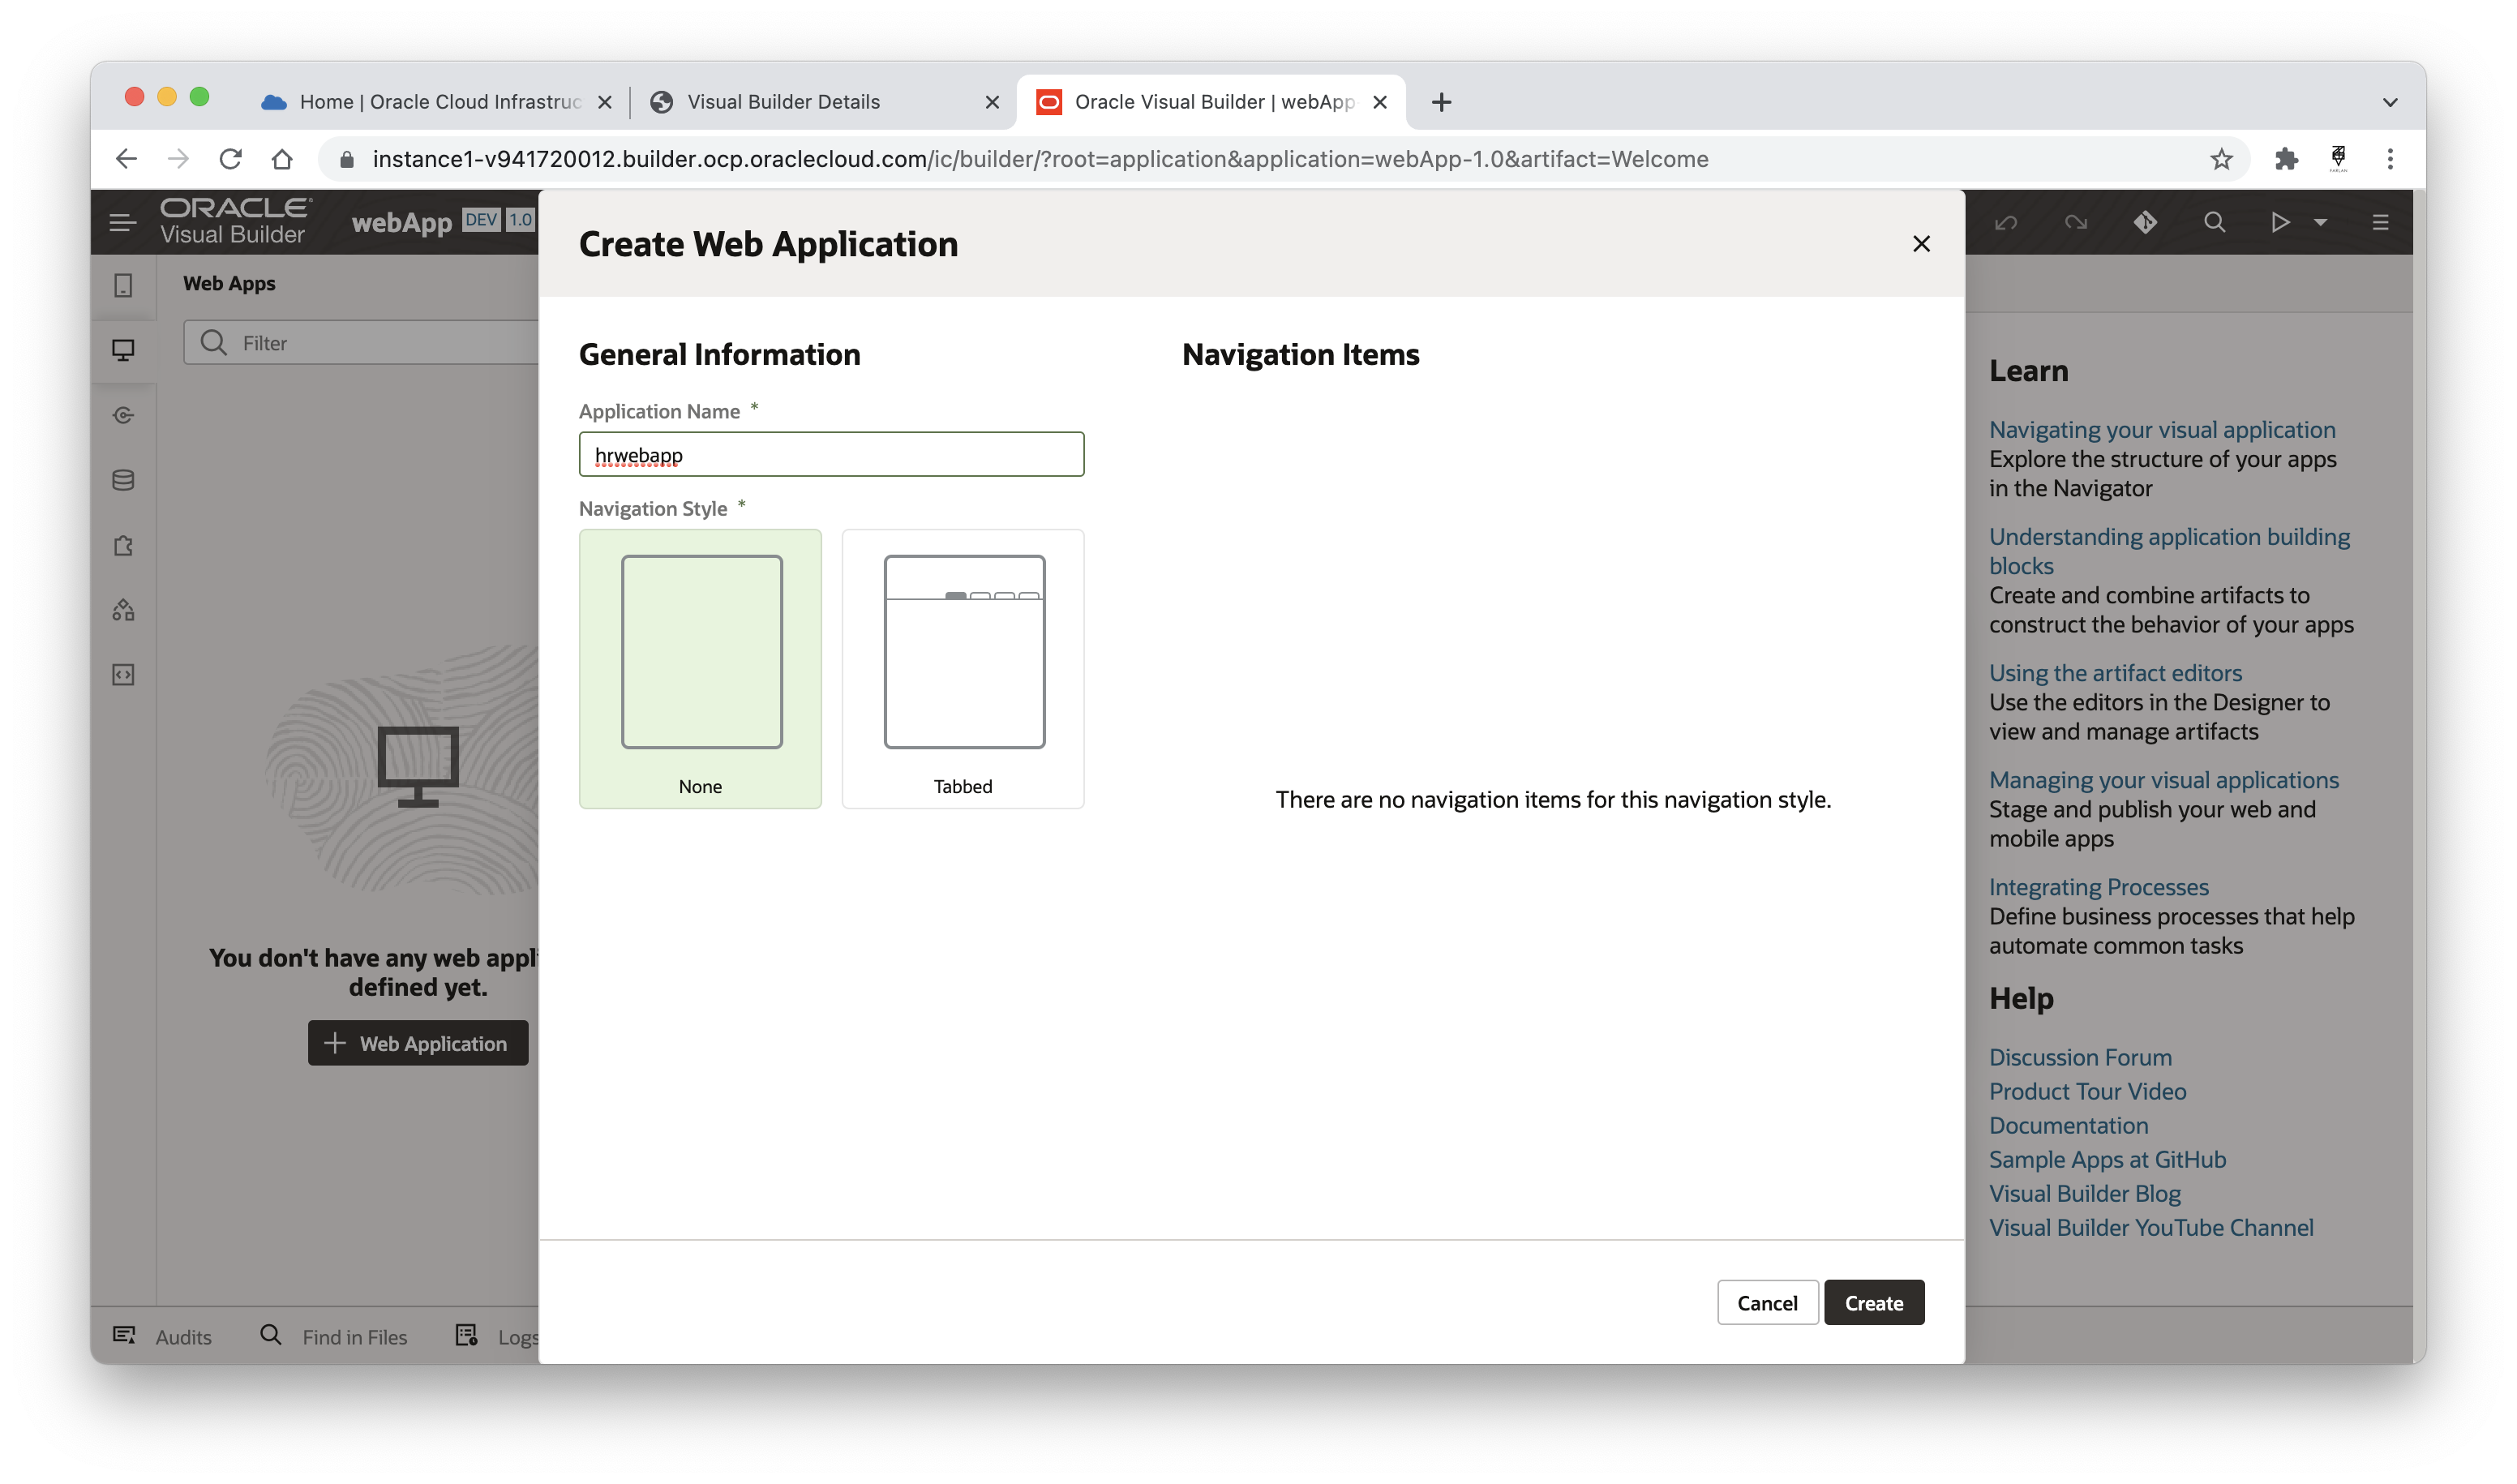 Home | Oracle Cloud Infrastruc
Visual Builder Details
Oracle Visual Builder | webApp
instance1-v941720012.builder.ocp.oraclecloud.com/ic/builder/?root=application&application=webApp-1.0&artifact=Welcome
ORACLE
Visual Builder
webApp DEV 1.0
Web Apps
Filter
You don't have any web appli
defined yet.
Web Application
Audits
Find in Files
Logs
Create Web Application
General Information
Application Name *
hrwebapp
Navigation Style *
None
Tabbed
Navigation Items
There are no navigation items for this navigation style.
Cancel
Create
Learn
Navigating your visual application
Explore the structure of your apps
in the Navigator
Understanding application building
blocks
Create and combine artifacts to
construct the behavior of your apps
Using the artifact editors
Use the editors in the Designer to
view and manage artifacts
Managing your visual applications
Stage and publish your web and
mobile apps
Integrating Processes
Define business processes that help
automate common tasks
Help
Discussion Forum
Product Tour Video
Documentation
Sample Apps at GitHub
Visual Builder Blog
Visual Builder YouTube Channel